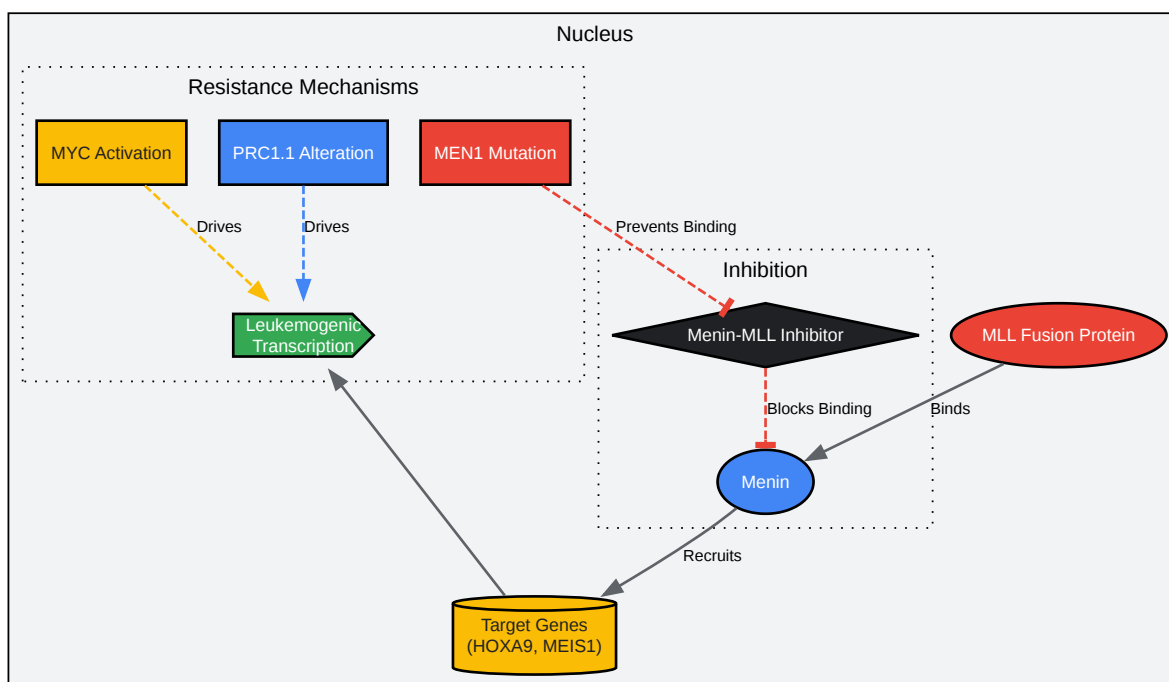 Nucleus
Resistance Mechanisms
MYC Activation
PRC1.1 Alteration
MEN1 Mutation
Drives
Drives
Prevents Binding
Inhibition
Leukemogenic
Transcription
Menin-MLL Inhibitor
MLL Fusion Protein
Blocks Binding
Binds
Menin
Recruits
Target Genes
(HOXA9, MEIS1)